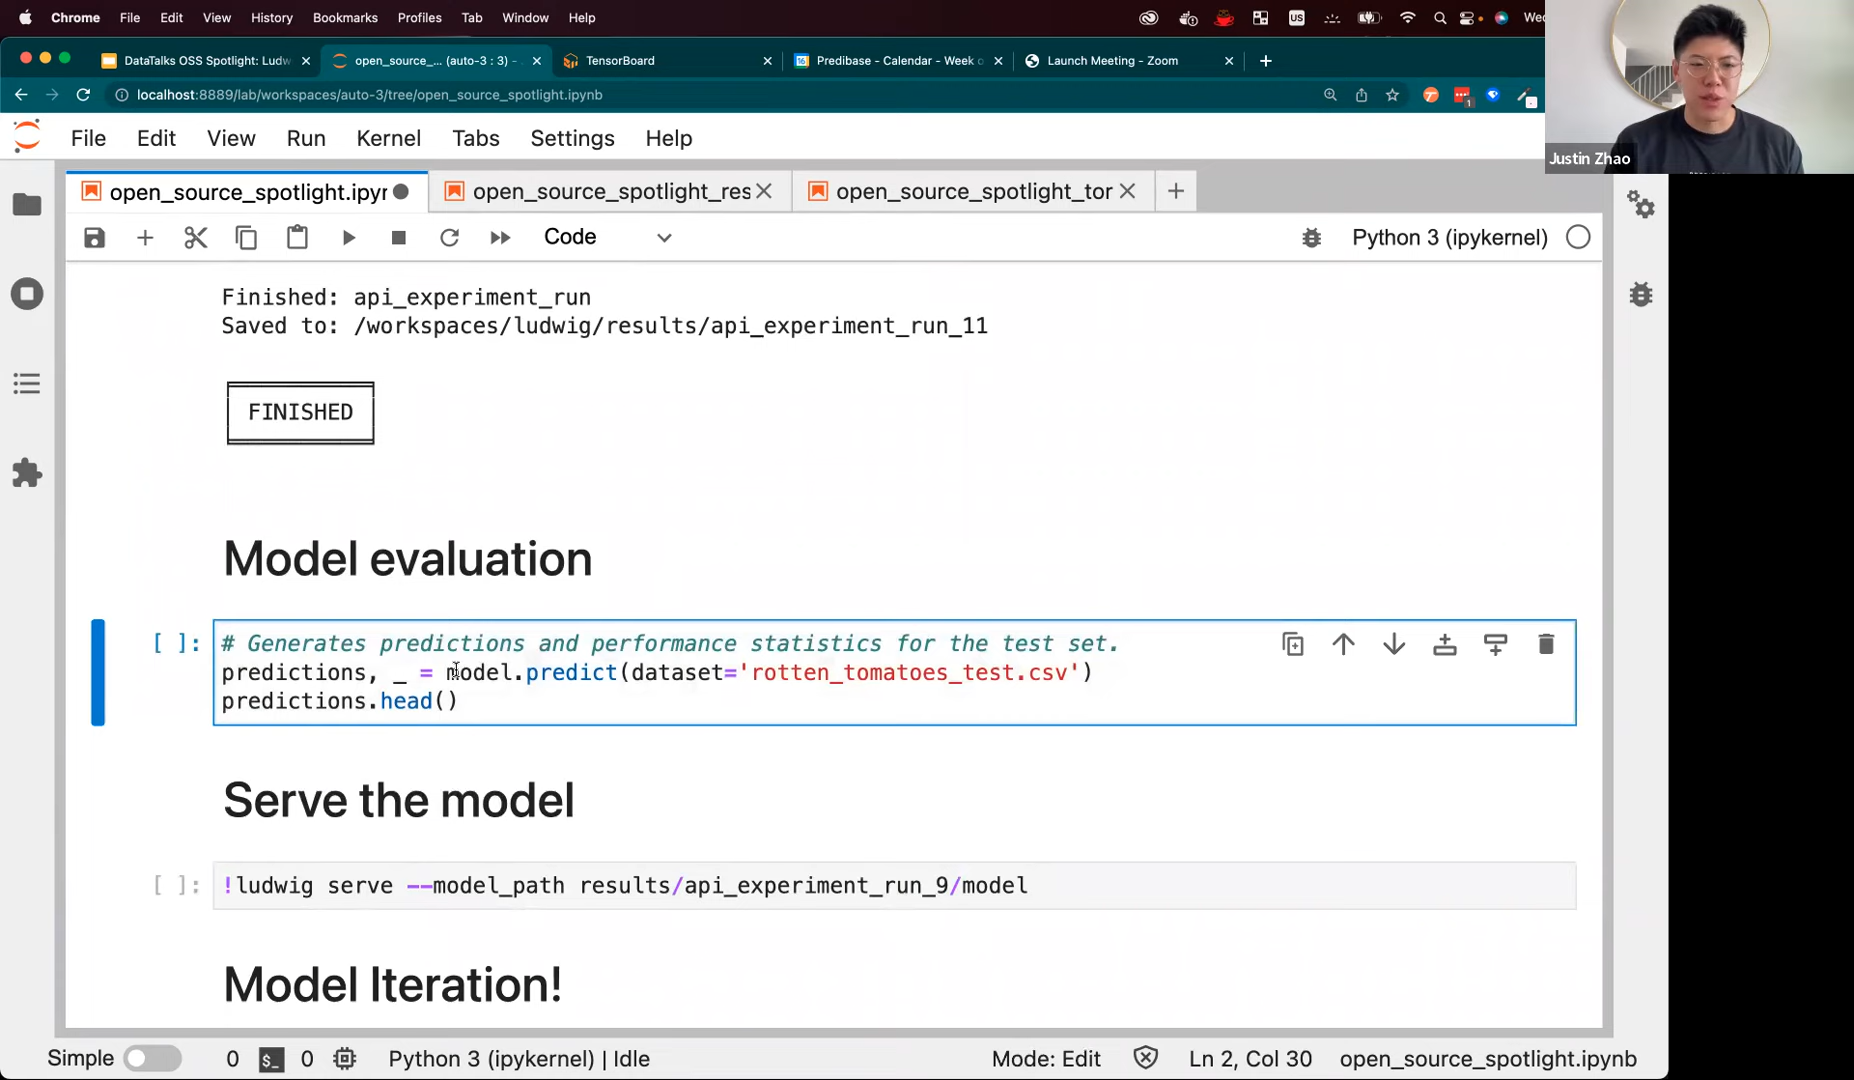 Chrome File Edit View History Bookmarks Profiles Tab Window Help
US
Wed
DataTalks OSS Spotlight: Ludw
open_source_... (auto-3 : 3) -
TensorBoard
16 Predibase - Calendar - Week o
Launch Meeting - Zoom
localhost:8889/lab/workspaces/auto-3/tree/open_source_spotlight.ipynb
1
Justin Zhao
File Edit View Run Kernel Tabs Settings Help
open_source_spotlight.ipyr
open_source_spotlight_res
open_source_spotlight_tor
Code
Python 3 (ipykernel)
Finished: api_experiment_run
Saved to: /workspaces/ludwig/results/api_experiment_run_11
FINISHED
Model evaluation
[ ]: # Generates predictions and performance statistics for the test set.
predictions, _ = model.predict(dataset='rotten_tomatoes_test.csv')
predictions.head()
Serve the model
[ ]: !ludwig serve --model_path results/api_experiment_run_9/model
Model Iteration!
Simple 0 $_ 0 Python 3 (ipykernel) | Idle Mode: Edit Ln 2, Col 30 open_source_spotlight.ipynb